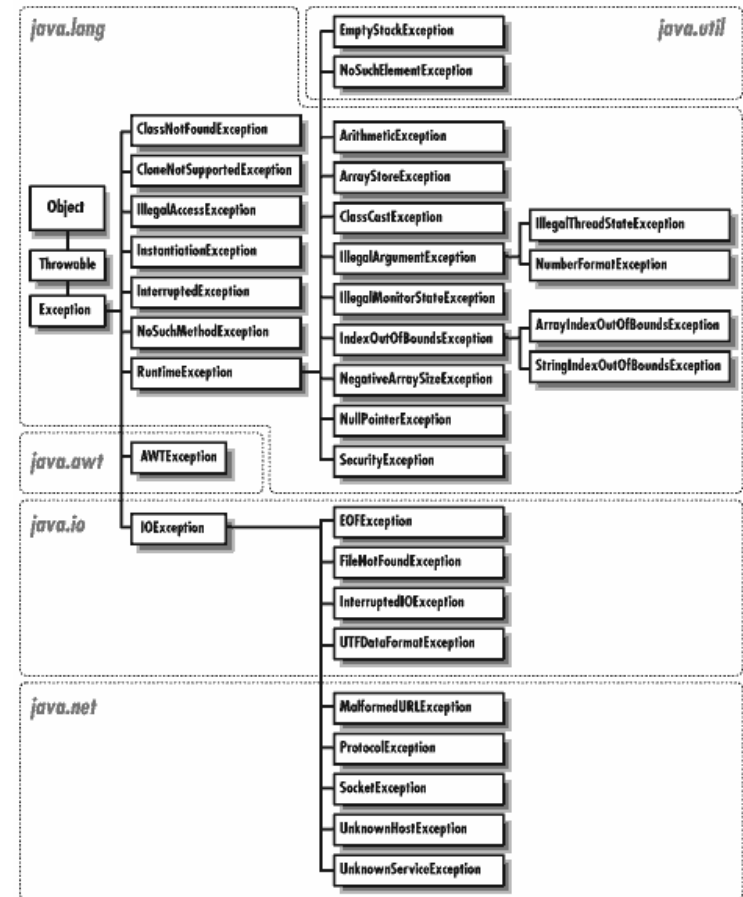 java.lang
java.util
EmptyStackException
NoSuchElementException
ClassNotFoundException
CloneNotSupportedException
IllegalAccessException
InstantiationException
InterruptedException
NoSuchMethodException
RuntimeException
Object
Throwable
Exception
ArithmeticException
ArrayStoreException
ClassCastException
IllegalArgumentException
IllegalMonitorStateException
IndexOutOfBoundsException
NegativeArraySizeException
NullPointerException
SecurityException
IllegalThreadStateException
NumberFormatException
ArrayIndexOutOfBoundsException
StringIndexOutOfBoundsException
java.awt
AWTException
java.io
IOException
EOFException
FileNotFoundException
InterruptedIOException
UTFDataFormatException
java.net
MalformedURLException
ProtocolException
SocketException
UnknownHostException
UnknownServiceException